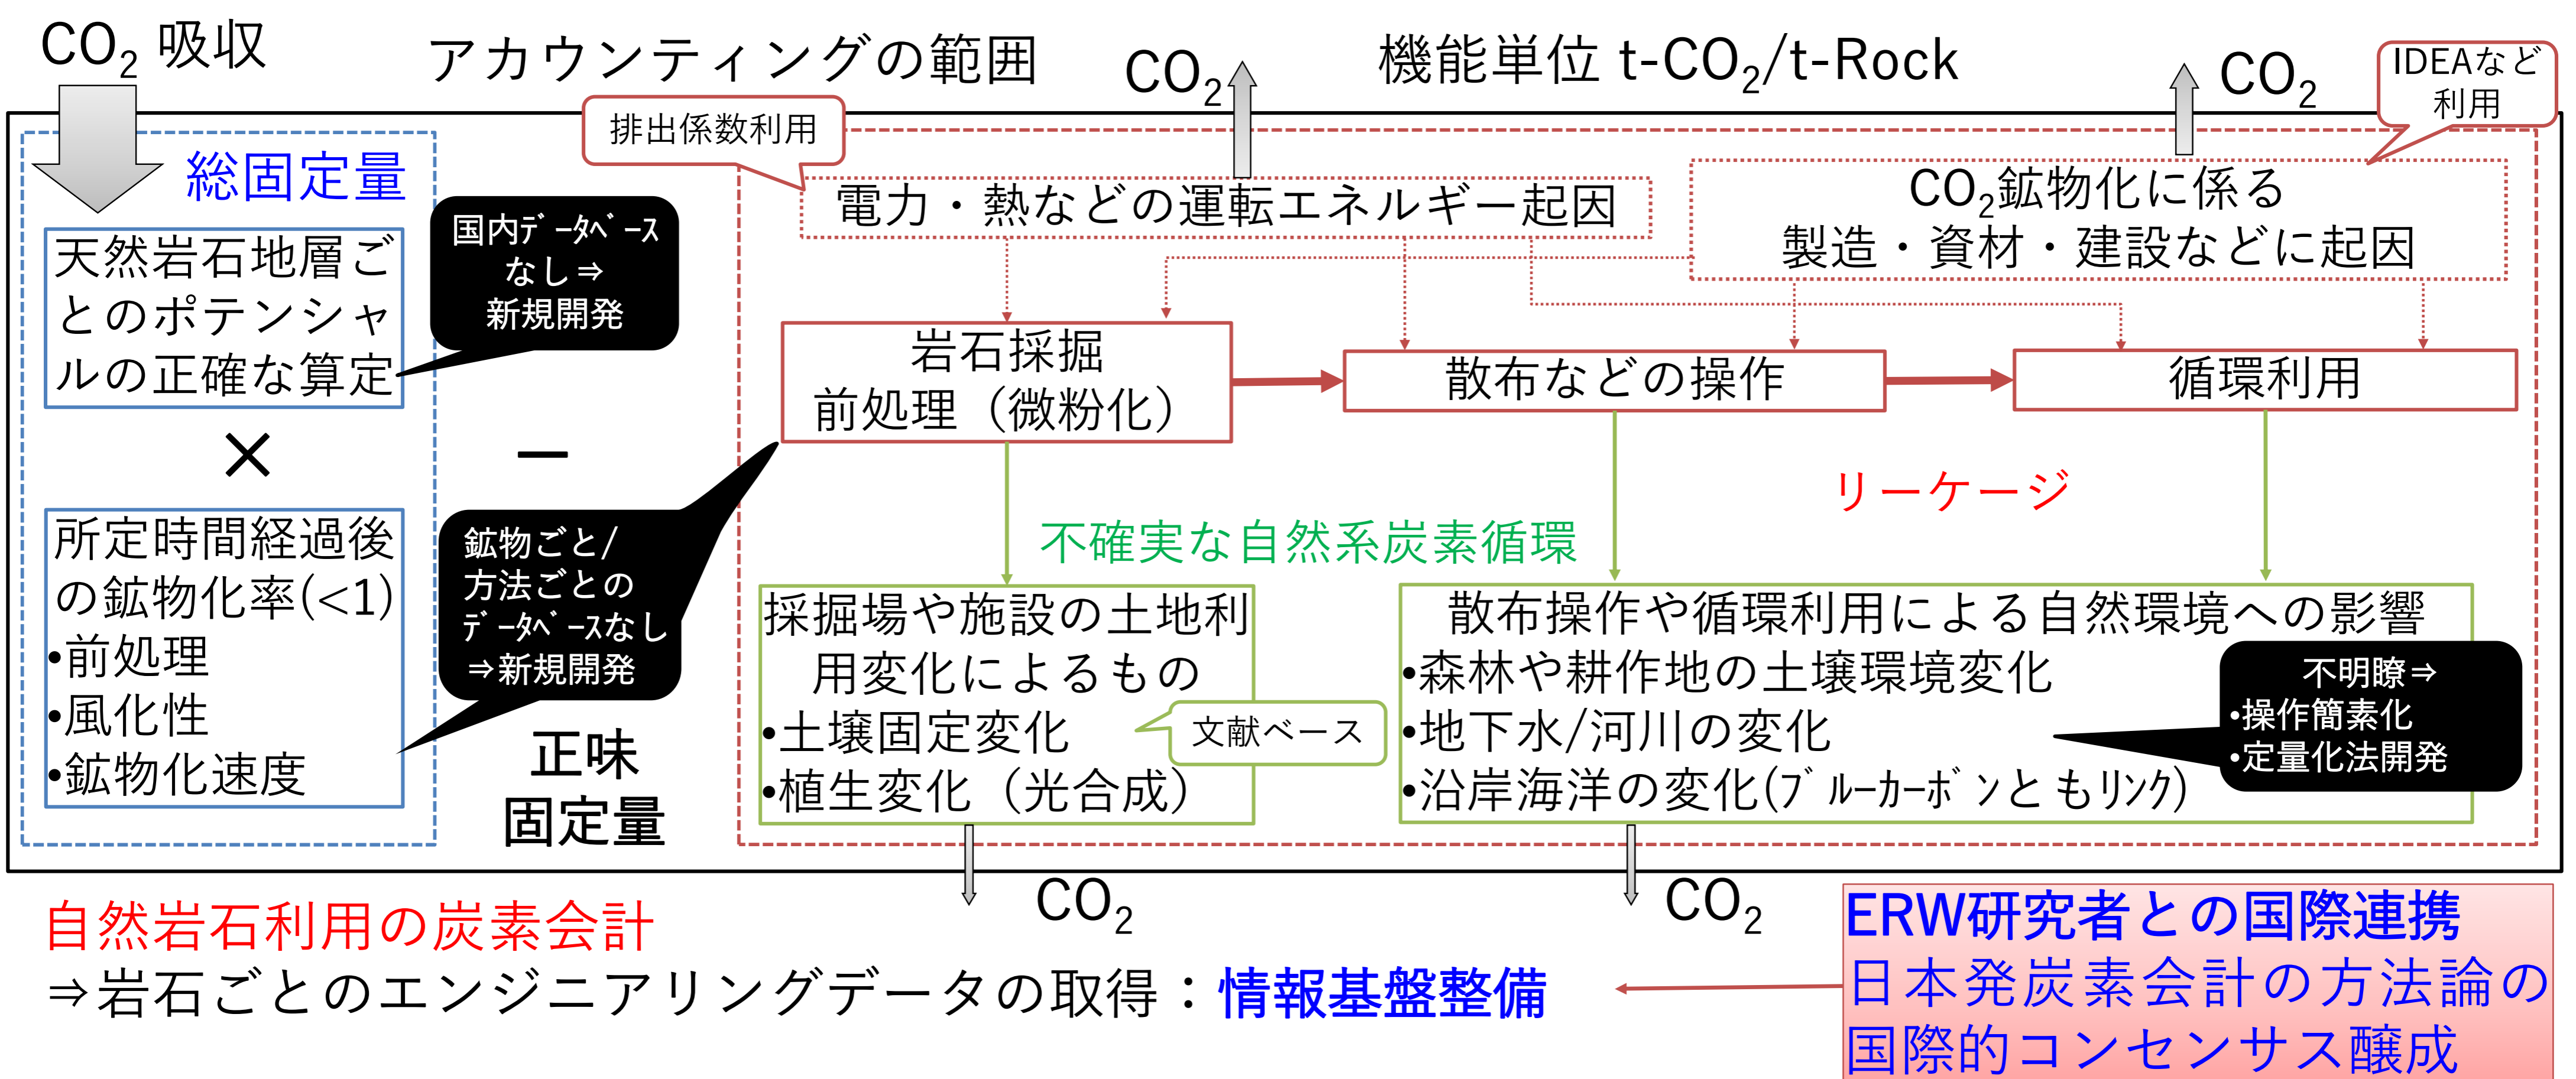 CO₂ 吸収
アカウンティングの範囲
CO₂
機能単位 t-CO₂/t-Rock
CO₂
IDEAなど
利用
排出係数利用
総固定量
天然岩石地層ご
とのポテンシャ
ルの正確な算定
×
所定時間経過後
の鉱物化率(<1)
•前処理
•風化性
•鉱物化速度
国内ﾃﾞｰﾀﾍﾞｰｽ
なし⇒
新規開発
－
鉱物ごと/
方法ごとの
ﾃﾞｰﾀﾍﾞｰｽなし
⇒新規開発
正味
固定量
電力・熱などの運転エネルギー起因
CO₂鉱物化に係る
製造・資材・建設などに起因
岩石採掘
前処理（微粉化）
散布などの操作
循環利用
リーケージ
不確実な自然系炭素循環
採掘場や施設の土地利
用変化によるもの
•土壌固定変化
•植生変化（光合成）
文献ベース
散布操作や循環利用による自然環境への影響
•森林や耕作地の土壌環境変化
•地下水/河川の変化
•沿岸海洋の変化(ﾌﾞﾙｰｶｰﾎﾞﾝともﾘﾝｸ)
不明瞭⇒
•操作簡素化
•定量化法開発
CO₂
CO₂
自然岩石利用の炭素会計
⇒岩石ごとのエンジニアリングデータの取得：情報基盤整備
ERW研究者との国際連携
日本発炭素会計の方法論の
国際的コンセンサス醸成